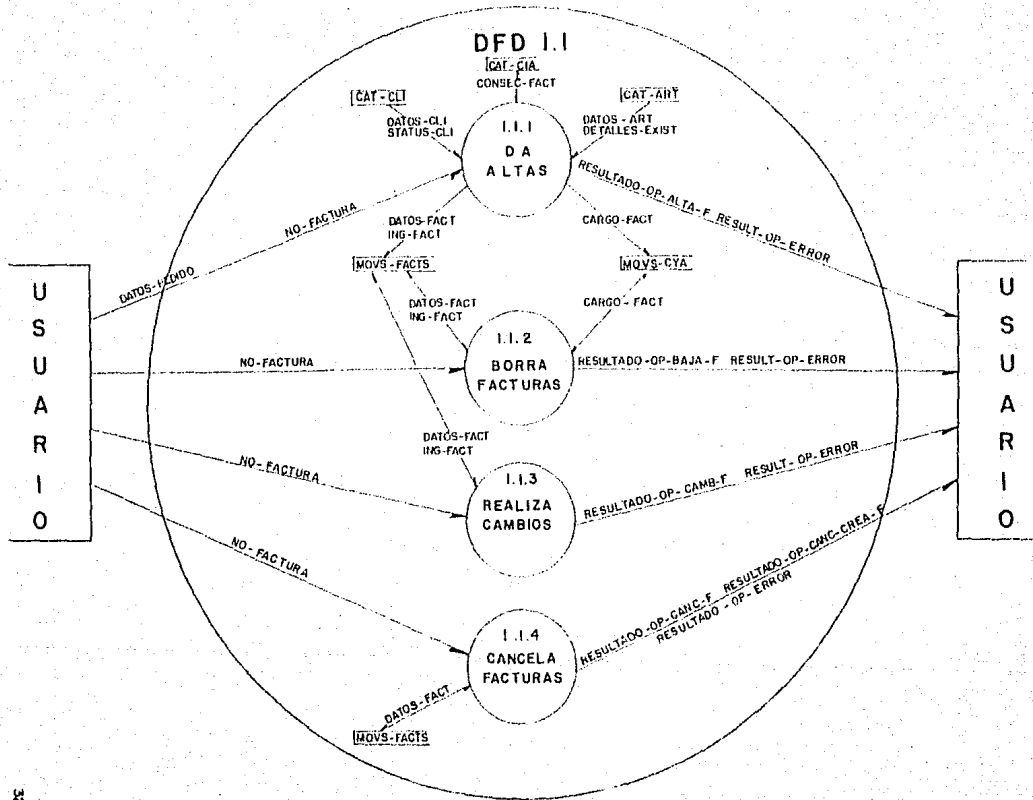 DFD 1.1
CAT-CIA
CONSEC-FACT
CAT-CLI
CAT-ART
DATOS-CLI
STATUS-CLI
DATOS-ART
DETALLES-EXIST
1.1.1
DA
ALTAS
RESULTADO-OP-ALTA-F RESULT-OP-ERROR
NO-FACTURA
DATOS-PEDIDO
DATOS-FACT
ING-FACT
CARGO-FACT
MOVS-FACTS
MOVS-CYA
USUARIO
USUARIO
DATOS-FACT
ING-FACT
CARGO-FACT
1.1.2
BORRA
FACTURAS
NO-FACTURA
RESULTADO-OP-BAJA-F RESULT-OP-ERROR
DATOS-FACT
ING-FACT
NO-FACTURA
1.1.3
REALIZA
CAMBIOS
RESULTADO-OP-CAMB-F RESULT-OP-ERROR
NO-FACTURA
1.1.4
CANCELA
FACTURAS
RESULTADO-OP-CANC-F RESULTADO-OP-CANC-CREA-F
RESULTADO-OP-ERROR
DATOS-FACT
MOVS-FACTS